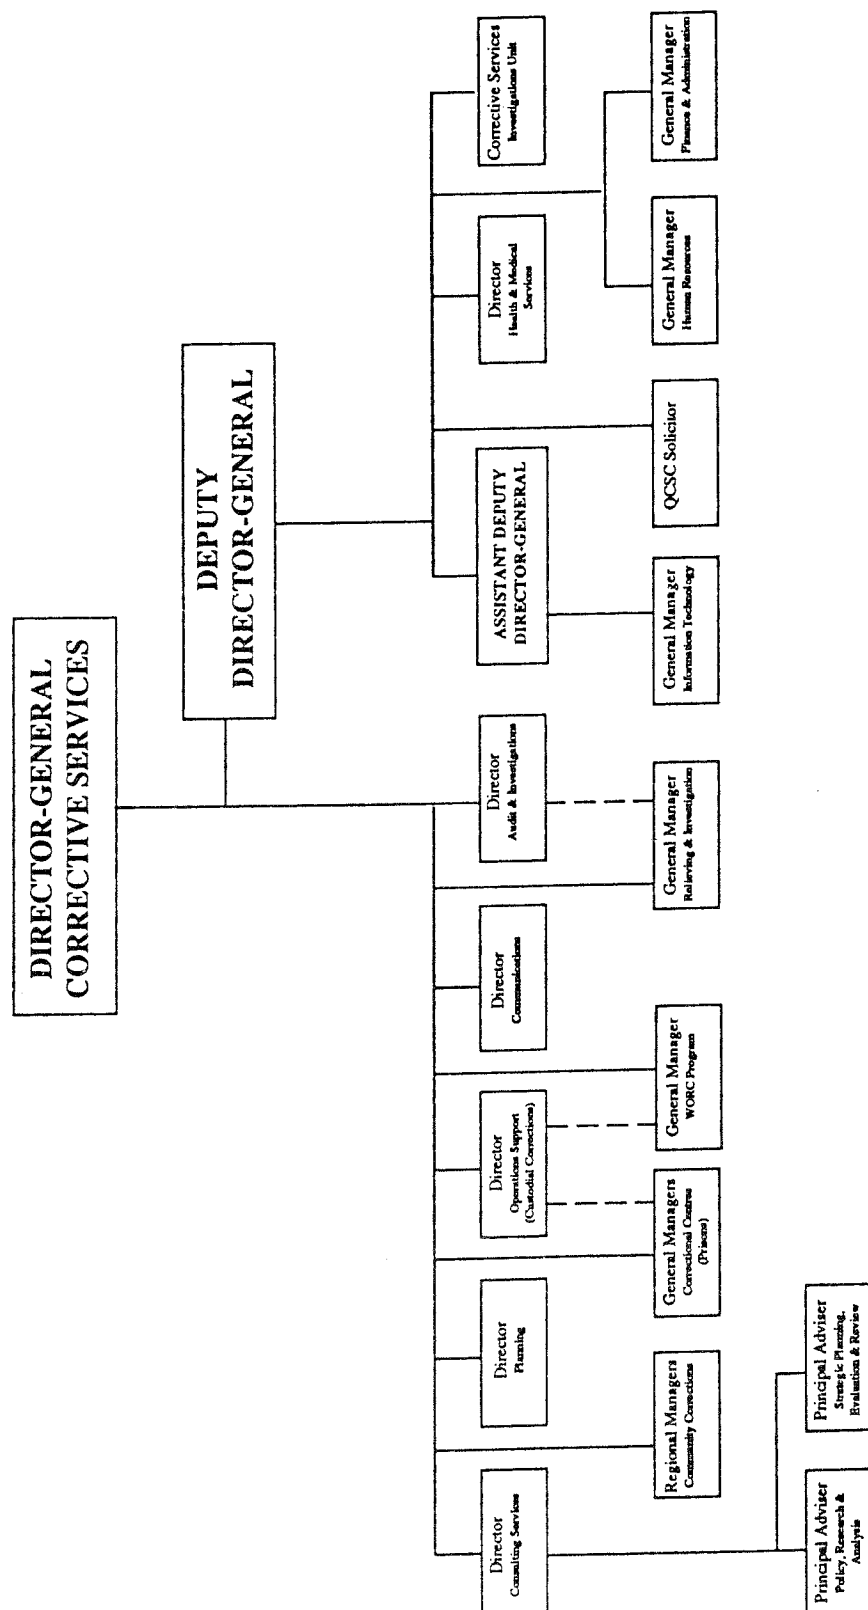 DIRECTOR-GENERAL
CORRECTIVE SERVICES
DEPUTY
DIRECTOR-GENERAL
Director
Consulting Services
Director
Planning
Director
Operations Support
(Custodial Corrections)
Director
Communications
Director
Audit & Investigations
ASSISTANT DEPUTY
DIRECTOR-GENERAL
Director
Health & Medical
Services
Corrective Services
Investigations Unit
Regional Managers
Community Corrections
General Managers
Correctional Centres
(Prisons)
General Manager
WORC Program
General Manager
Relieving & Investigation
General Manager
Information Technology
QCSC Solicitor
General Manager
Human Resources
General Manager
Finance & Administration
Principal Adviser
Policy, Research &
Analysis
Principal Adviser
Strategic Planning,
Evaluation & Review